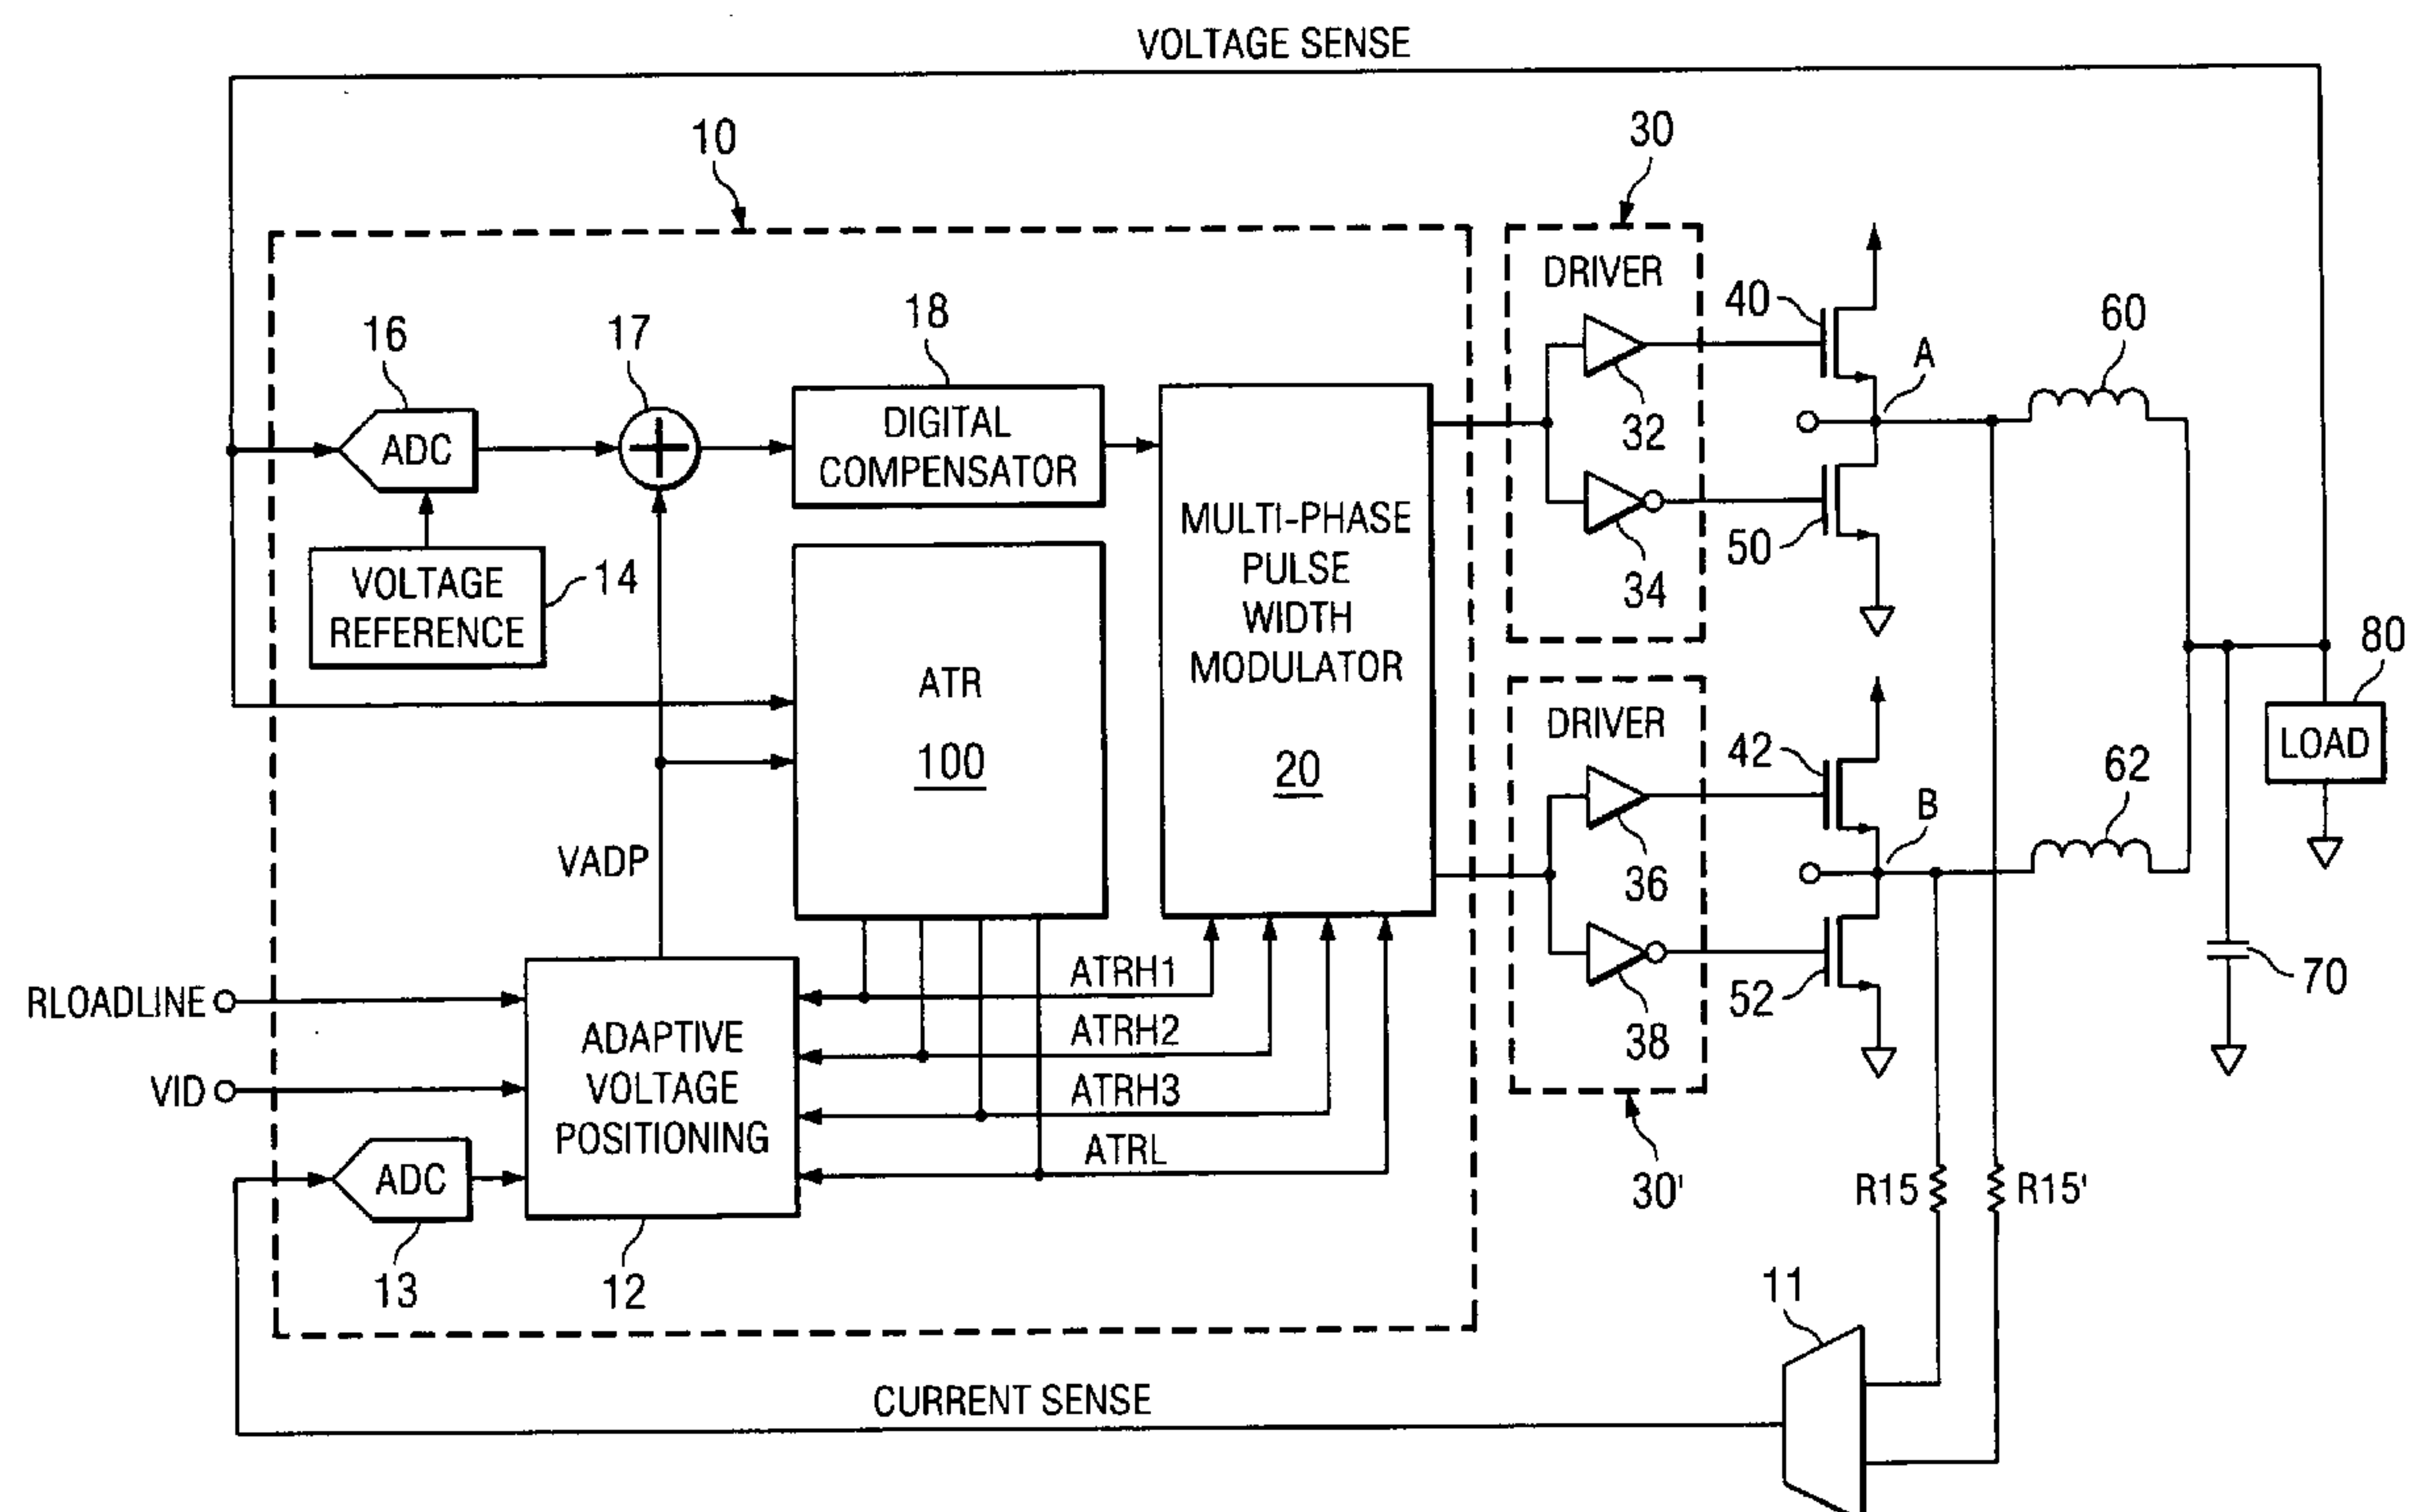 VOLTAGE SENSE
10
30
DRIVER
40
60
A
16
17
18
ADC
DIGITAL
COMPENSATOR
32
VOLTAGE
REFERENCE
14
MULTI-PHASE
PULSE
WIDTH
MODULATOR
20
34
50
80
LOAD
ATR
100
DRIVER
42
62
B
VADP
36
ATRH1
ATRH2
ATRH3
ATRL
RLOADLINE
VID
ADAPTIVE
VOLTAGE
POSITIONING
38
52
70
ADC
13
12
30'
R15
R15'
11
CURRENT SENSE